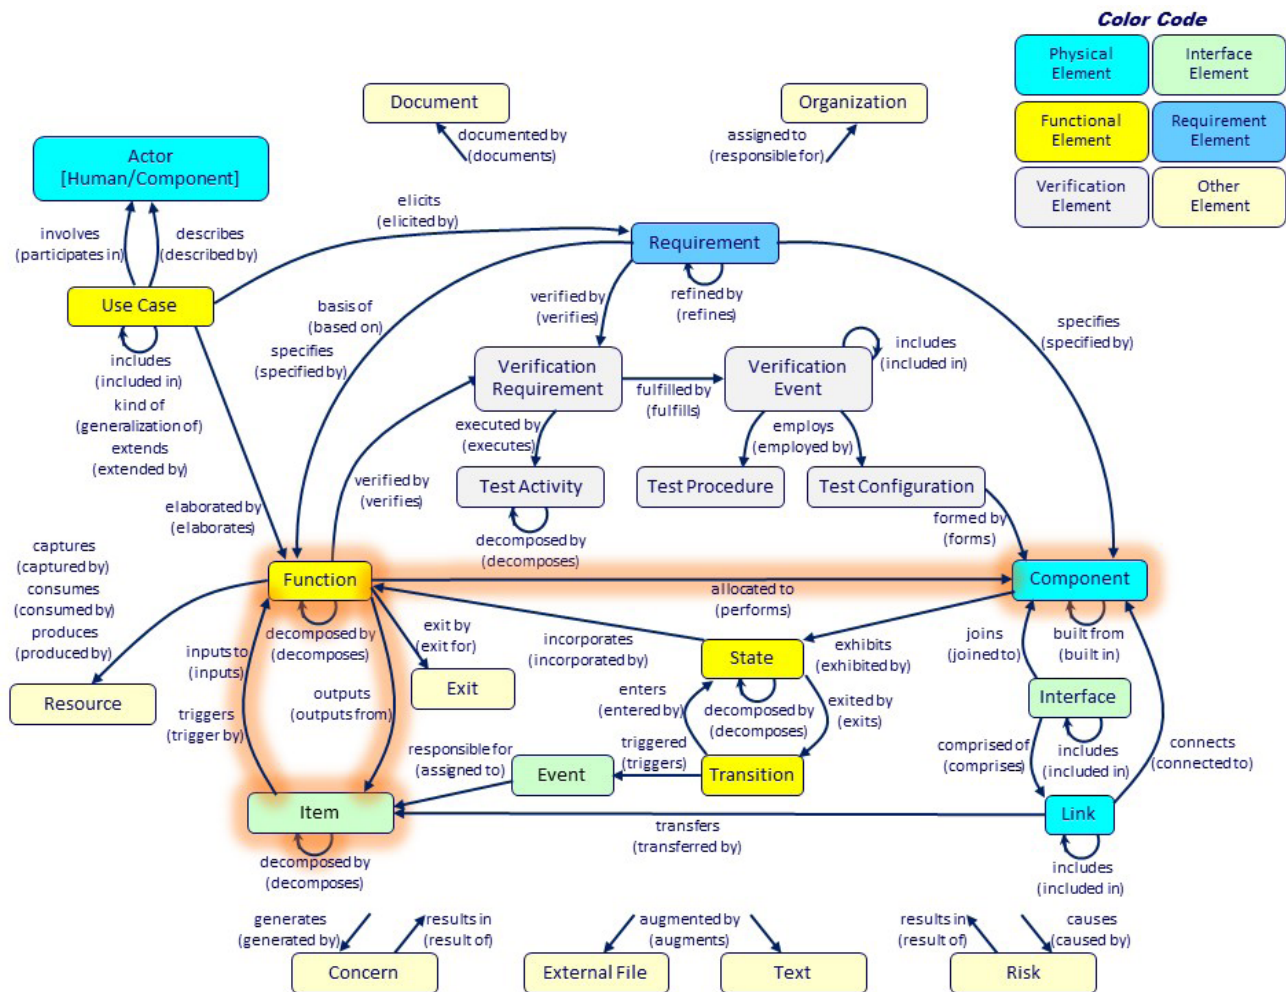 Color Code
Physical
Element
Interface
Element
Functional
Element
Requirement
Element
Verification
Element
Other
Element
Document
Organization
documented by
(documents)
assigned to
(responsible for)
Actor
[Human/Component]
elicits
(elicited by)
involves
(participates in)
describes
(described by)
Requirement
Use Case
refined by
(refines)
verified by
(verifies)
basis of
(based on)
specifies
(specified by)
specifies
(specified by)
includes
(included in)
kind of
(generalization of)
extends
(extended by)
includes
(included in)
Verification
Requirement
fulfilled by
(fulfills)
Verification
Event
executed by
(executes)
employs
(employed by)
verified by
(verifies)
Test Activity
Test Procedure
Test Configuration
elaborated by
(elaborates)
decomposed by
(decomposes)
formed by
(forms)
captures
(captured by)
consumes
(consumed by)
produces
(produced by)
Function
allocated to
(performs)
Component
decomposed by
(decomposes)
exit by
(exit for)
incorporates
(incorporated by)
exhibits
(exhibited by)
joins
(joined to)
built from
(built in)
inputs to
(inputs)
outputs
(outputs from)
State
Resource
Exit
enters
(entered by)
decomposed by
(decomposes)
exited by
(exits)
Interface
triggers
(trigger by)
includes
(included in)
responsible for
(assigned to)
triggered
(triggers)
comprised of
(comprises)
connects
(connected to)
Event
Transition
Item
transfers
(transferred by)
Link
decomposed by
(decomposes)
includes
(included in)
generates
(generated by)
results in
(result of)
augmented by
(augments)
results in
(result of)
causes
(caused by)
Concern
External File
Text
Risk